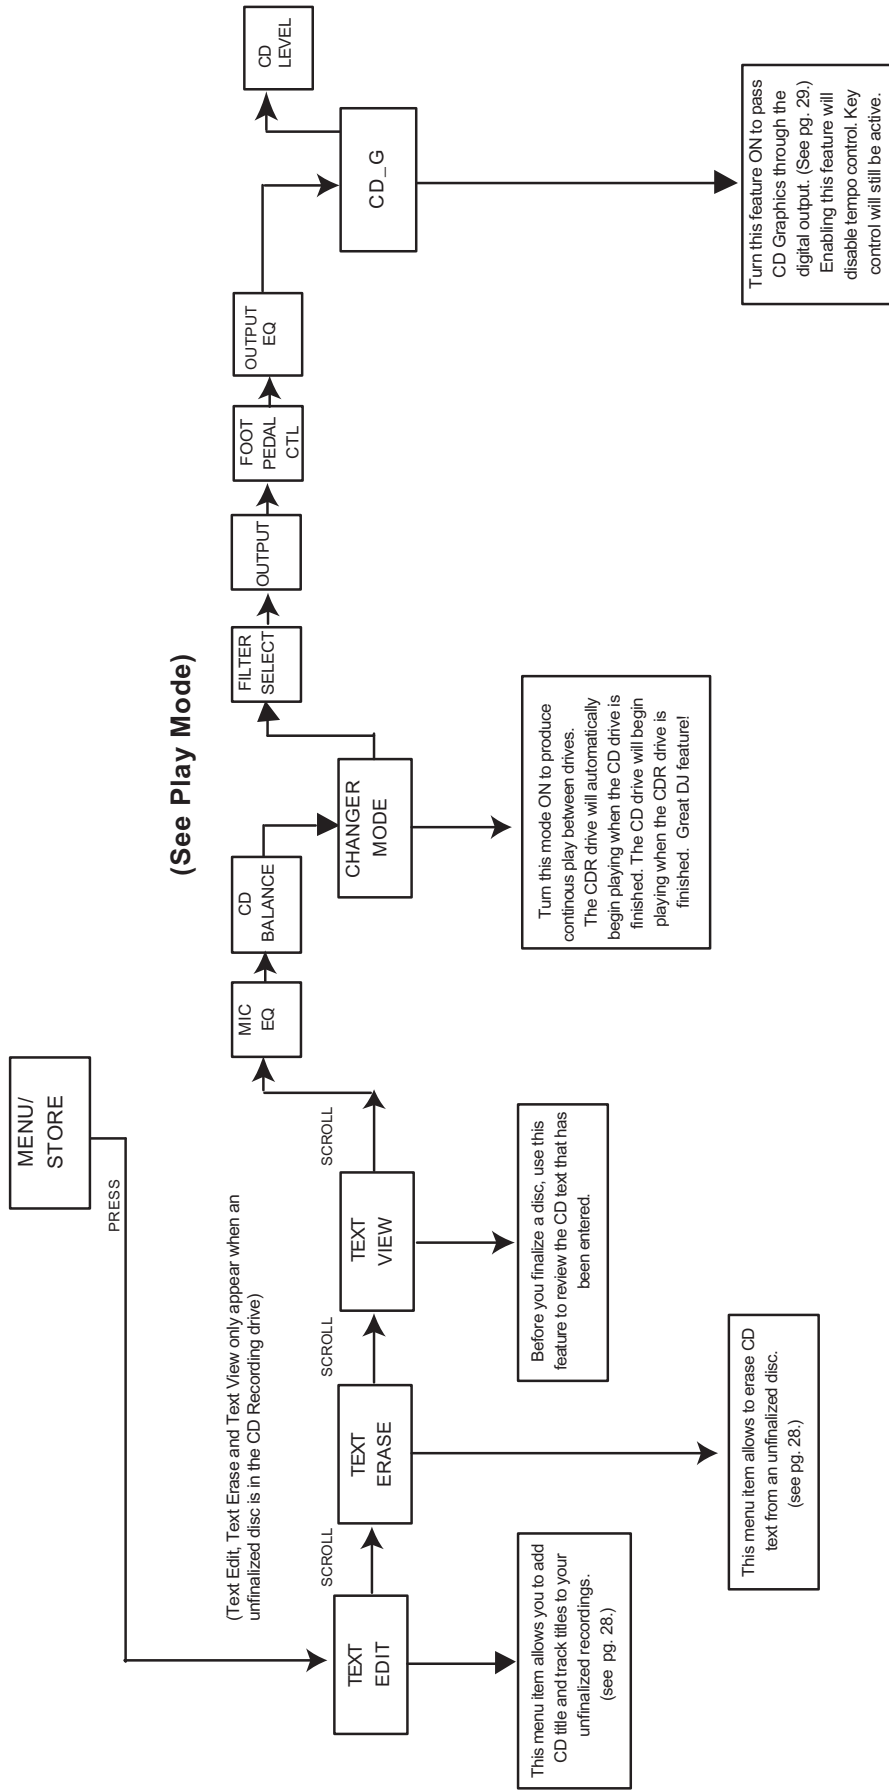 MENU/
STORE
PRESS
(Text Edit, Text Erase and Text View only appear when an
unfinalized disc is in the CD Recording drive)
(See Play Mode)
TEXT
EDIT
SCROLL
TEXT
ERASE
SCROLL
TEXT
VIEW
SCROLL
MIC
EQ
CD
BALANCE
CHANGER
MODE
FILTER
SELECT
OUTPUT
FOOT
PEDAL
CTL
OUTPUT
EQ
CD_G
CD
LEVEL
This menu item allows you to add
CD title and track titles to your
unfinalized recordings.
(see pg. 28.)
This menu item allows to erase CD
text from an unfinalized disc.
(see pg. 28.)
Before you finalize a disc, use this
feature to review the CD text that has
been entered.
Turn this mode ON to produce
continous play between drives.
The CDR drive will automatically
begin playing when the CD drive is
finished. The CD drive will begin
playing when the CDR drive is
finished. Great DJ feature!
Turn this feature ON to pass
CD Graphics through the
digital output. (See pg. 29.)
Enabling this feature will
disable tempo control. Key
control will still be active.